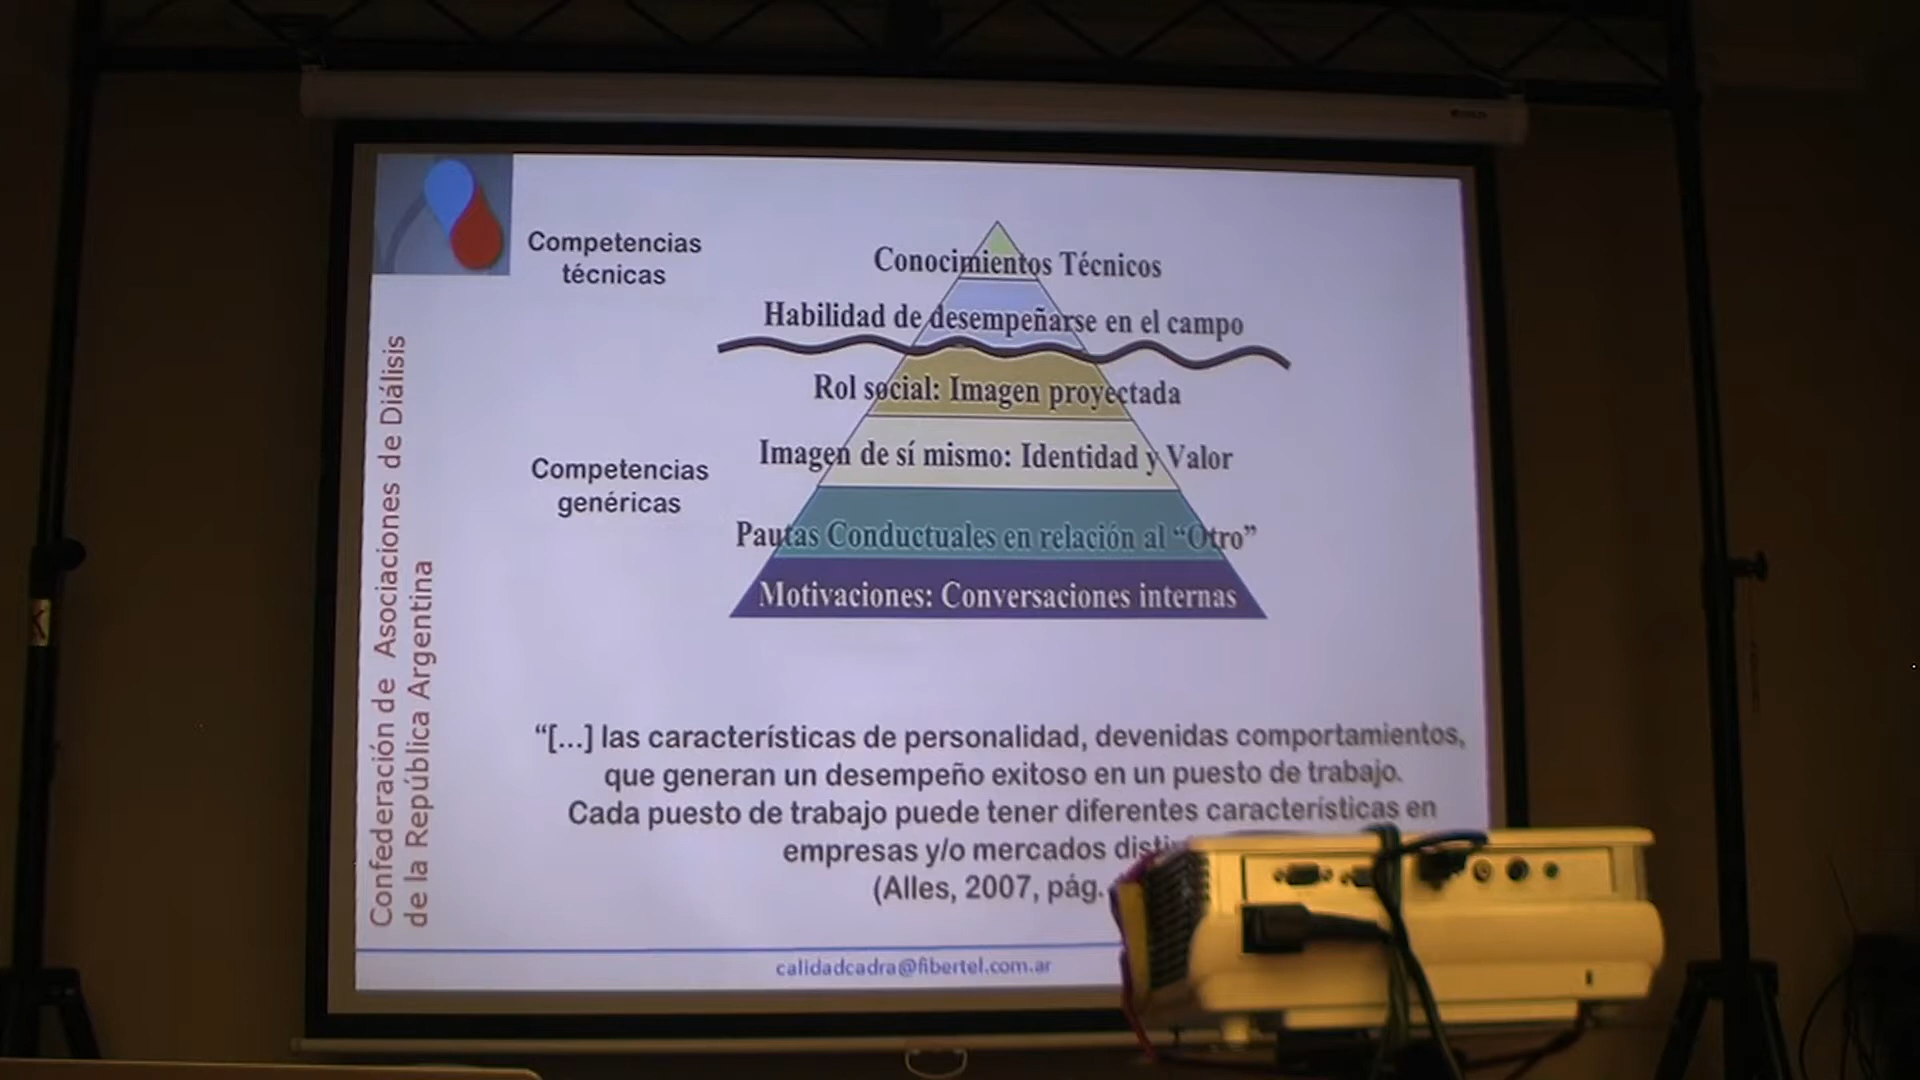 Competencias
técnicas
Conocimientos Técnicos
Habilidad de desempeñarse en el campo
Rol social: Imagen proyectada
Imagen de sí mismo: Identidad y Valor
Competencias
genéricas
Pautas Conductuales en relación al “Otro”
Motivaciones: Conversaciones internas
“[...] las características de personalidad, devenidas comportamientos,
que generan un desempeño exitoso en un puesto de trabajo.
Cada puesto de trabajo puede tener diferentes características en
empresas y/o mercados
(Alles, 2007, pág.
calidadcadra@fibertel.com.ar
Confederación de Asociaciones de Diálisis
de la República Argentina